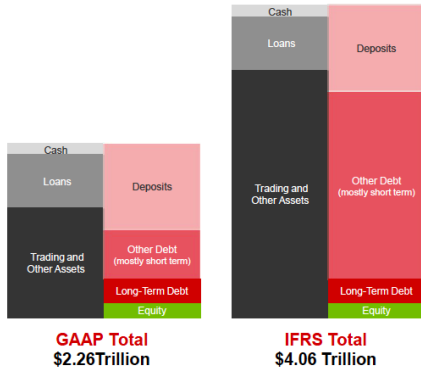 Cash
Loans
Trading and
Other Assets
Deposits
Other Debt
(mostly short term)
Long-Term Debt
Equity
GAAP Total
$2.26Trillion
Cash
Loans
Trading and
Other Assets
Deposits
Other Debt
(mostly short term)
Long-Term Debt
Equity
IFRS Total
$4.06 Trillion